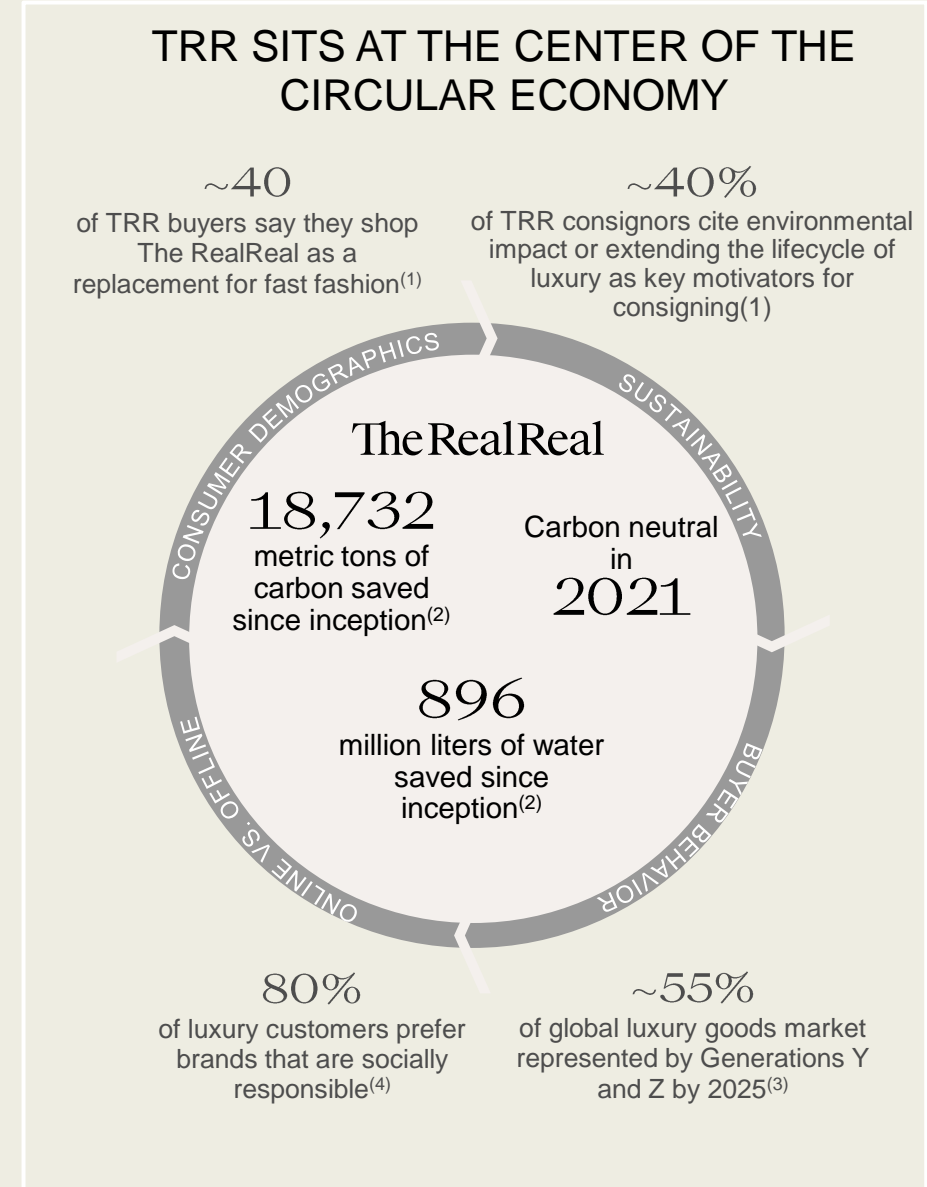 TRR SITS AT THE CENTER OF THE
CIRCULAR ECONOMY
~40
of TRR buyers say they shop
The RealReal as a
replacement for fast fashion(1)
~40%
of TRR consignors cite environmental
impact or extending the lifecycle of
luxury as key motivators for
consigning(1)
CONSUMER DEMOGRAPHICS
SUSTAINABILITY
The RealReal
18,732
metric tons of
carbon saved
since inception(2)
Carbon neutral
in
2021
896
million liters of water
saved since
inception(2)
ONLINE VS. OFFLINE
BUYER BEHAVIOR
80%
of luxury customers prefer
brands that are socially
responsible(4)
~55%
of global luxury goods market
represented by Generations Y
and Z by 2025(3)